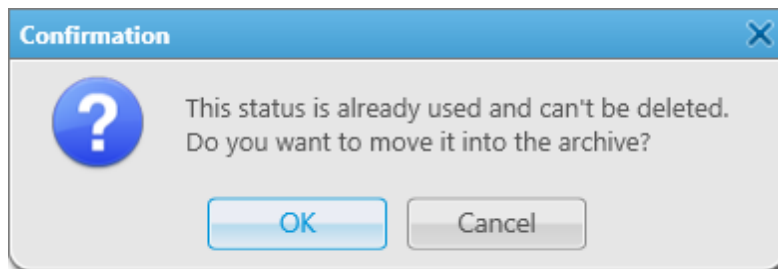 Confirmation
This status is already used and can't be deleted.
Do you want to move it into the archive?
OK
Cancel